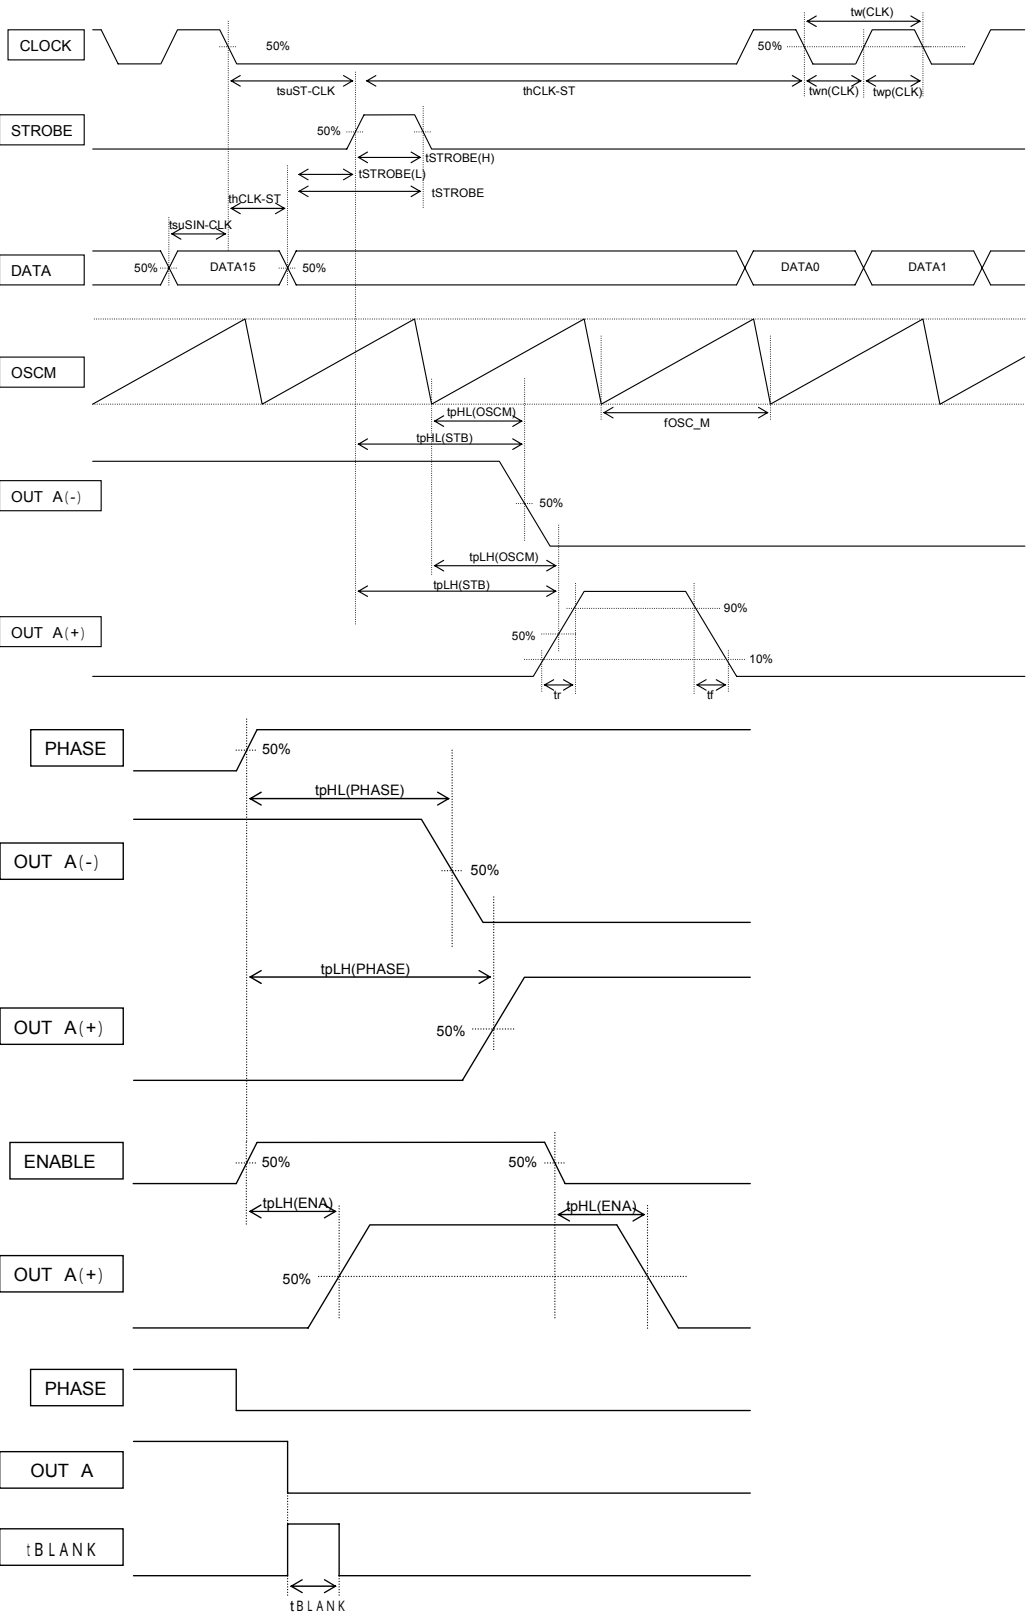 tw(CLK)
CLOCK
50%
50%
tsuST-CLK
thCLK-ST
twn(CLK)
twp(CLK)
STROBE
50%
tSTROBE(H)
tSTROBE(L)
tSTROBE
thCLK-ST
tsuSIN-CLK
DATA
50%
DATA15
50%
DATA0
DATA1
OSCM
tpHL(OSCM)
fOSC_M
tpHL(STB)
OUT A(-)
50%
tpLH(OSCM)
tpLH(STB)
90%
OUT A(+)
50%
10%
tr
tf
PHASE
50%
tpHL(PHASE)
OUT A(-)
50%
tpLH(PHASE)
OUT A(+)
50%
ENABLE
50%
50%
tpLH(ENA)
tpHL(ENA)
OUT A(+)
50%
PHASE
OUT A
tBLANK
tBLANK